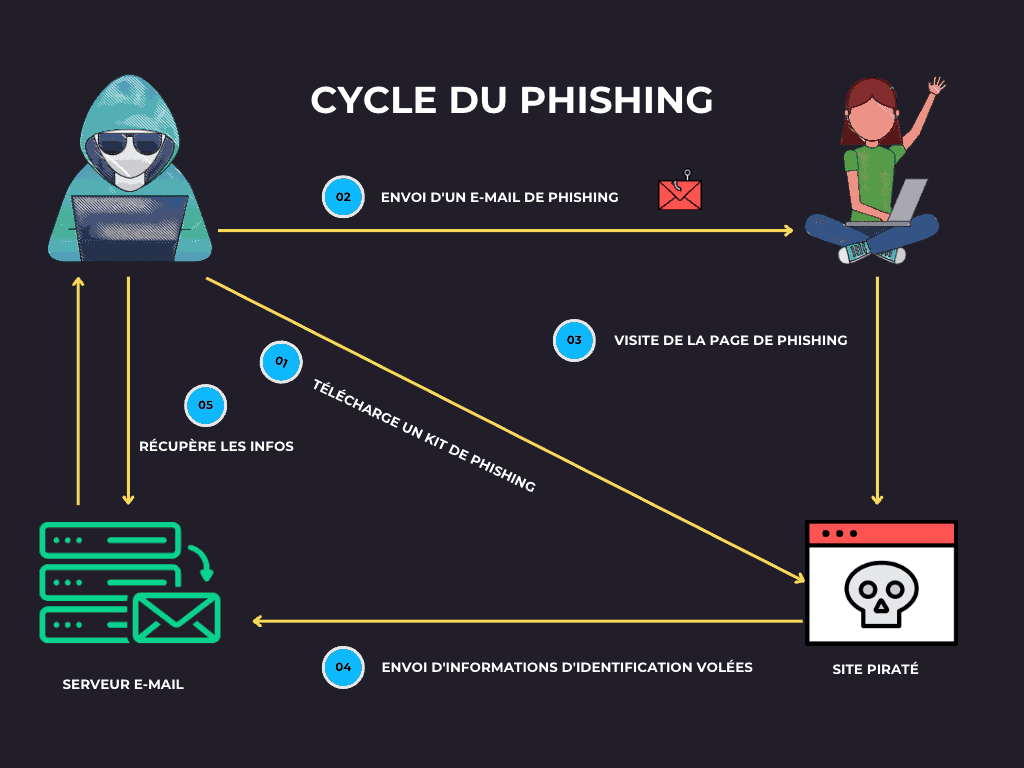 CYCLE DU PHISHING
02
ENVOI D'UN E-MAIL DE PHISHING
03
VISITE DE LA PAGE DE PHISHING
01
TÉLÉCHARGE UN KIT DE PHISHING
05
RÉCUPÈRE LES INFOS
04
ENVOI D'INFORMATIONS D'IDENTIFICATION VOLÉES
SITE PIRATÉ
SERVEUR E-MAIL